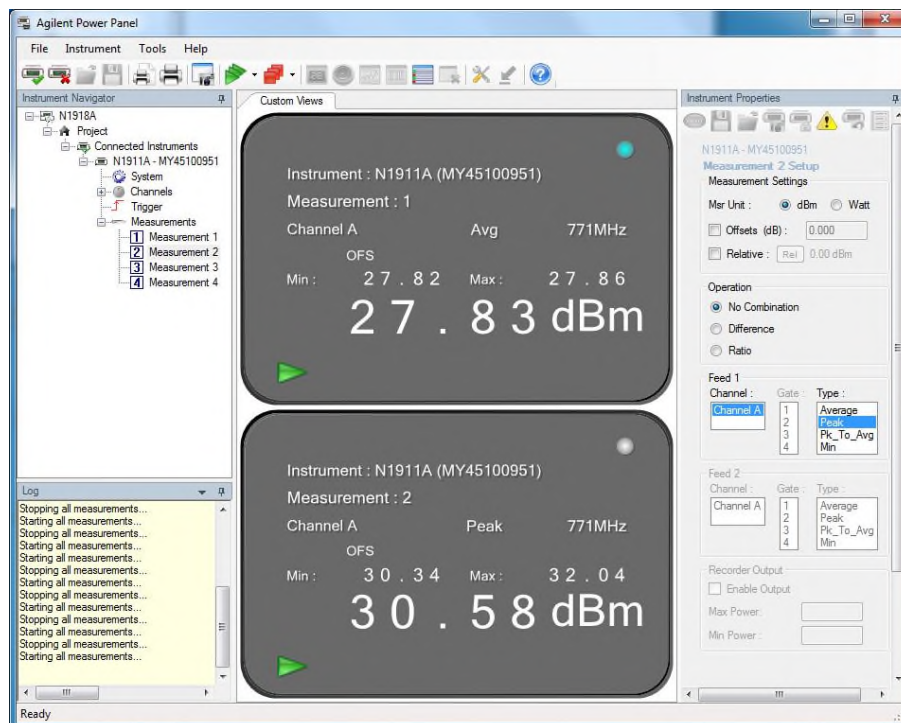 Agilent Power Panel
File Instrument Tools Help
Instrument Navigator
N1918A
Project
Connected Instruments
N1911A - MY45100951
System
Channels
Trigger
Measurements
1 Measurement 1
2 Measurement 2
3 Measurement 3
4 Measurement 4
Log
Stopping all measurements...
Starting all measurements...
Stopping all measurements...
Starting all measurements...
Starting all measurements...
Stopping all measurements...
Starting all measurements...
Stopping all measurements...
Starting all measurements...
Stopping all measurements...
Starting all measurements...
Stopping all measurements...
Starting all measurements...
Custom Views
Instrument : N1911A (MY45100951)
Measurement : 1
Channel A Avg 771MHz
OFS
Min : 27.82 Max : 27.86
27.83 dBm
Instrument : N1911A (MY45100951)
Measurement : 2
Channel A Peak 771MHz
OFS
Min : 30.34 Max : 32.04
30.58 dBm
Instrument Properties
N1911A - MY45100951
Measurement 2 Setup
Measurement Settings
Msr Unit : dBm Watt
Offsets (dB) : 0.000
Relative : Rel 0.00 dBm
Operation
No Combination
Difference
Ratio
Feed 1
Channel : Gate : Type :
Channel A 1 Average
2 Peak
3 Pk_To_Avg
4 Min
Feed 2
Channel : Gate : Type :
Channel A 1 Average
2 Peak
3 Pk_To_Avg
4 Min
Recorder Output
Enable Output
Max Power:
Min Power :
Ready